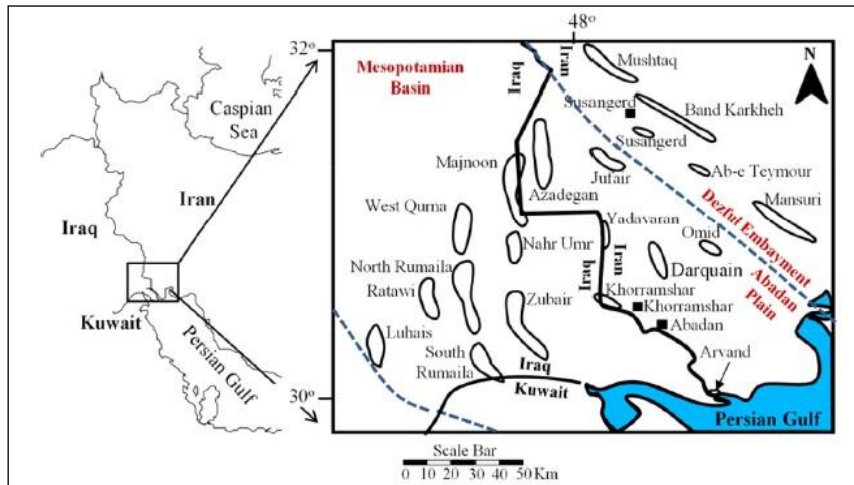 48º
32º
30º
Caspian
Sea
Iran
Iraq
Kuwait
Persian Gulf
Mesopotamian
Basin
Iran
Iraq
N
Mushtaq
Susangerd
Band Karkheh
Susangerd
Majnoon
Jufair
Ab-e Teymour
Azadegan
Mansuri
West Qurna
Yadavaran
Omid
Dezful Embayment
Nahr Umr
Iran
Iraq
Darquain
Abadan
Plain
North Rumaila
Ratawi
Khorramshar
Khorramshar
Zubair
Abadan
Luhais
South
Rumaila
Arvand
Iraq
Kuwait
Persian Gulf
Scale Bar
0 10 20 30 40 50 Km